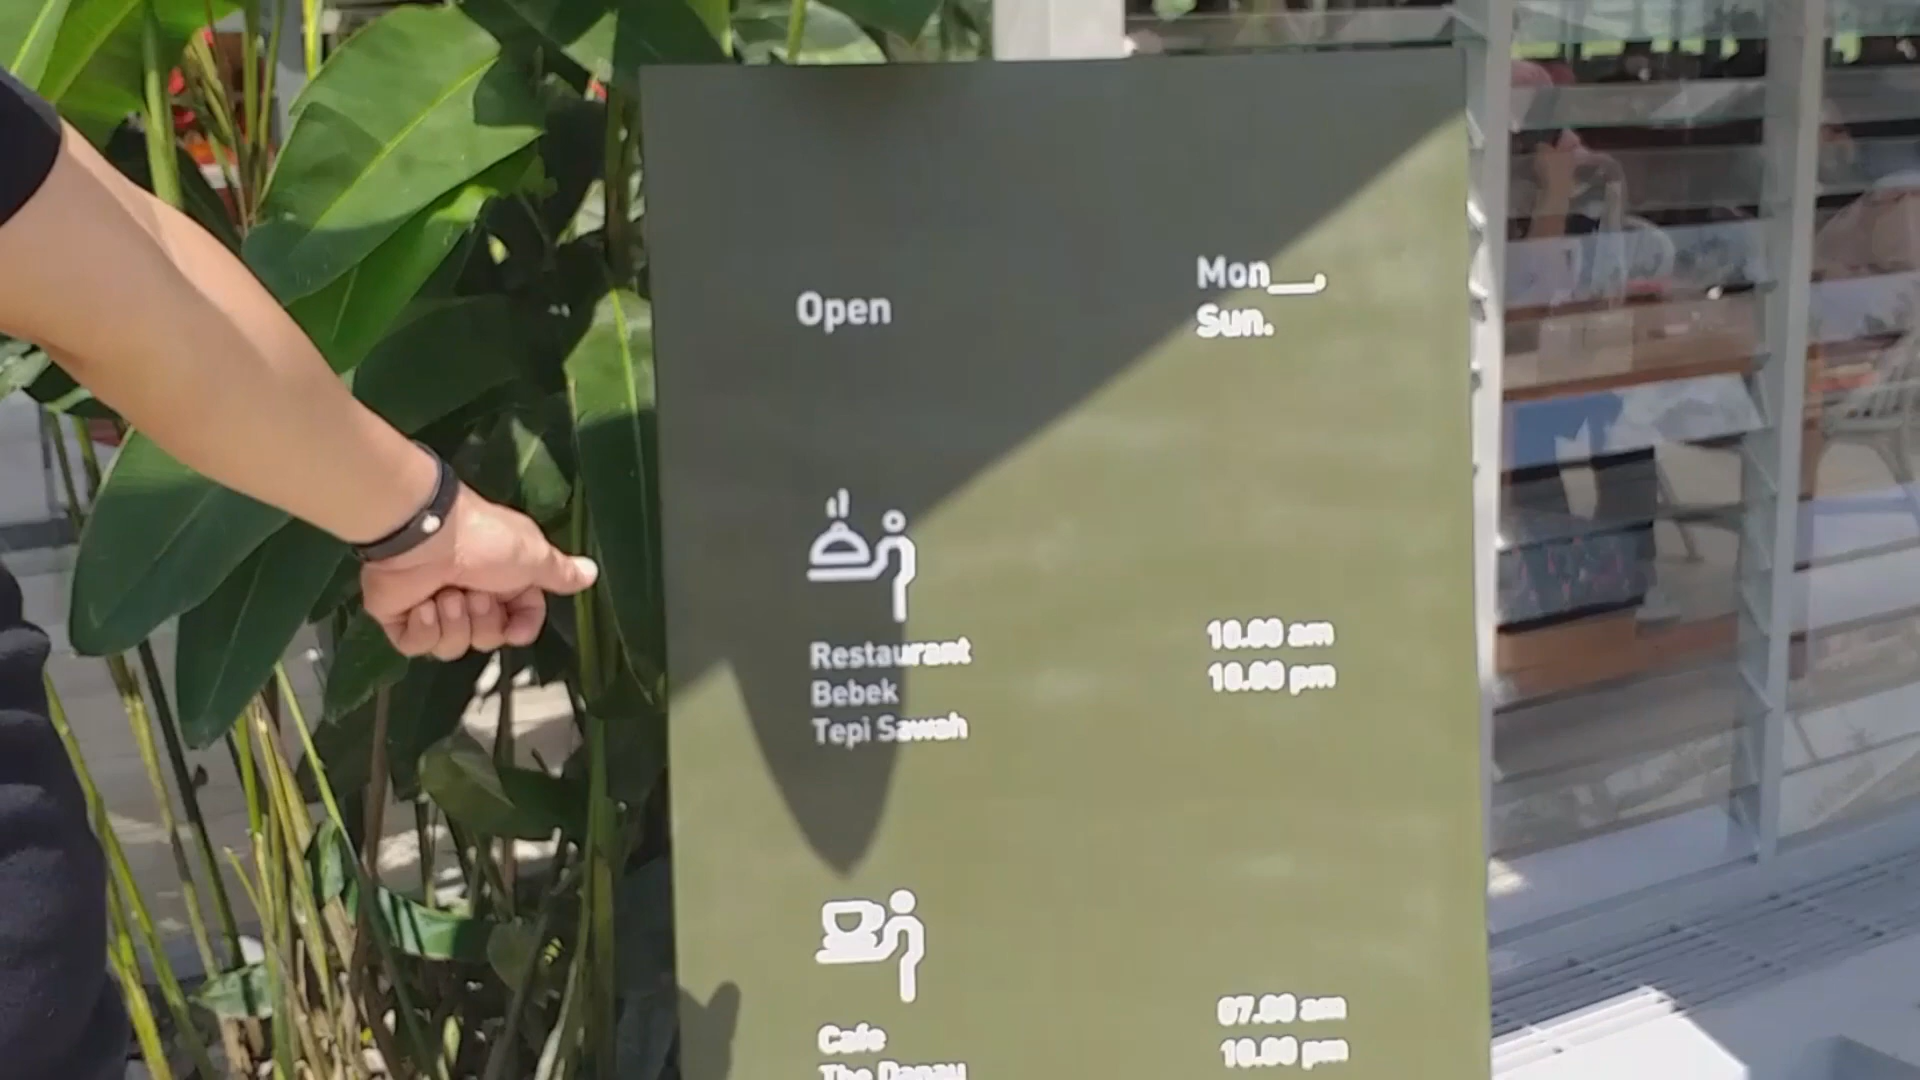 Open
Mon__,
Sun.
Restaurant
Bebek
Tepi Sawah
10.00 am
10.00 pm
Cafe
The Danau
07.00 am
10.00 pm